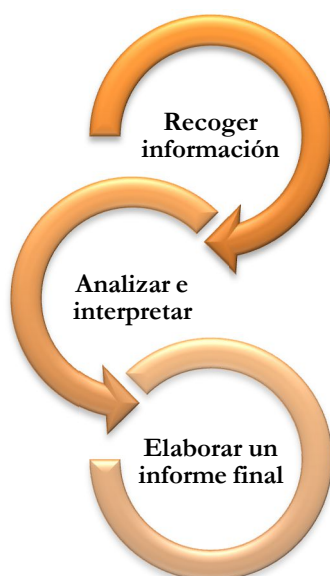 Recoger
información
Analizar e
interpretar
Elaborar un
informe final